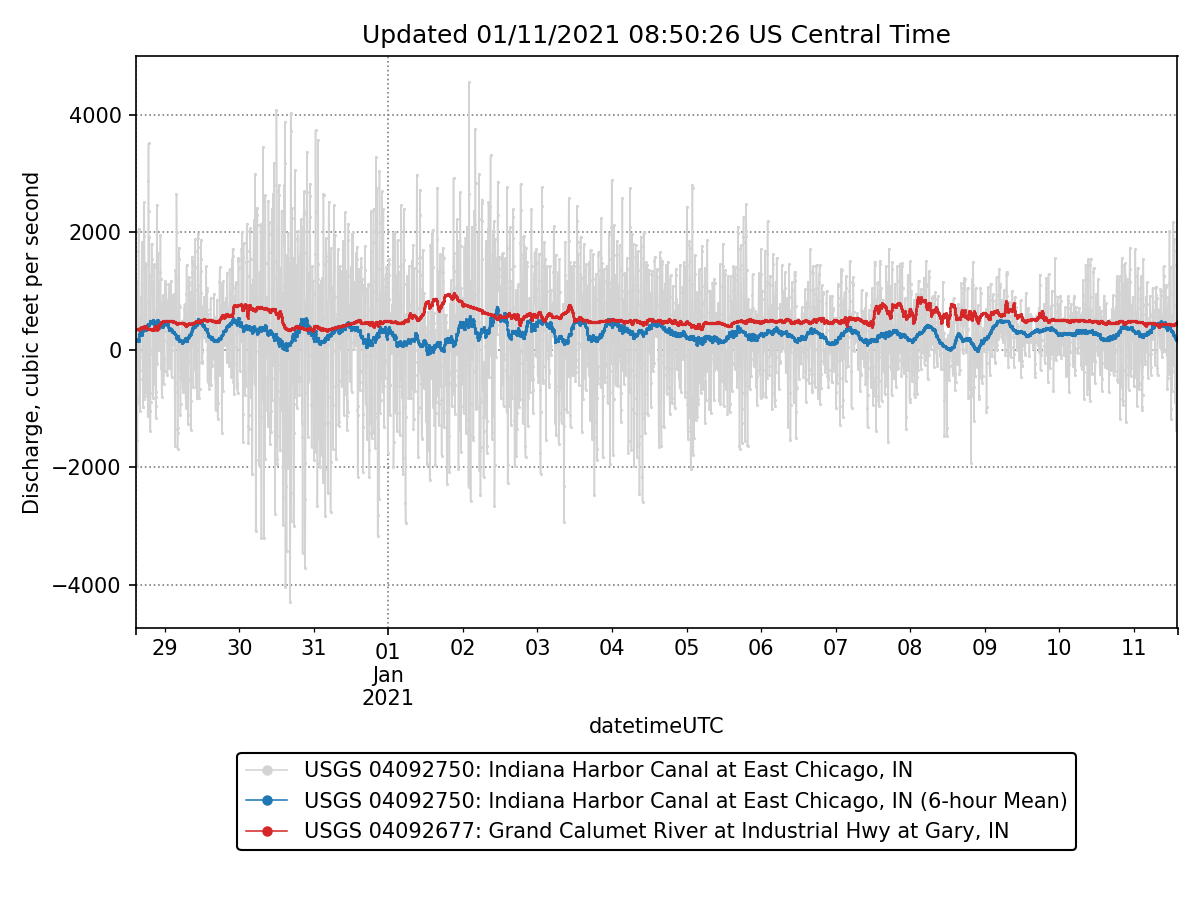 Updated 01/11/2021 08:50:26 US Central Time
Discharge, cubic feet per second
4000
2000
0
−2000
−4000
29 30 31 01 02 03 04 05 06 07 08 09 10 11
Jan
2021
datetimeUTC
USGS 04092750: Indiana Harbor Canal at East Chicago, IN
USGS 04092750: Indiana Harbor Canal at East Chicago, IN (6-hour Mean)
USGS 04092677: Grand Calumet River at Industrial Hwy at Gary, IN